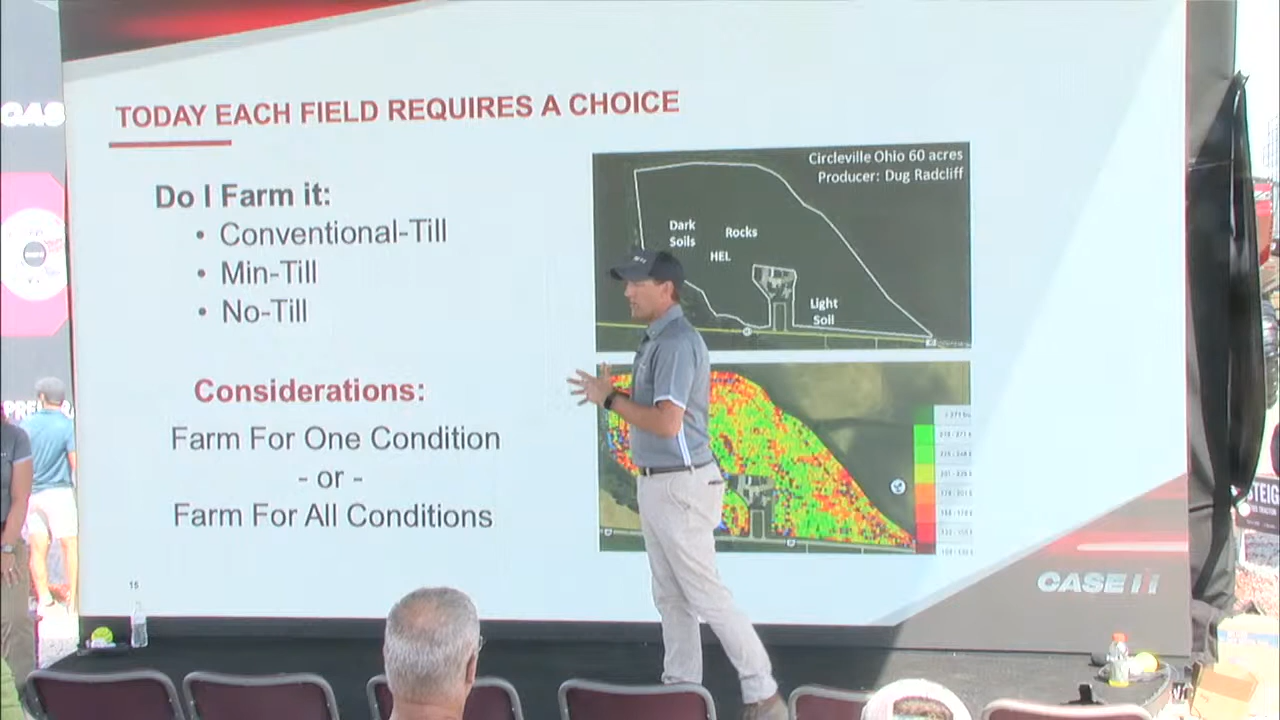 TODAY EACH FIELD REQUIRES A CHOICE
Do I Farm it:
• Conventional-Till
• Min-Till
• No-Till
Considerations:
Farm For One Condition
- or -
Farm For All Conditions
15
Circleville Ohio 60 acres
Producer: Dug Radcliff
Dark
Soils
Rocks
HEL
Light
Soil
CASE IH
STEIG